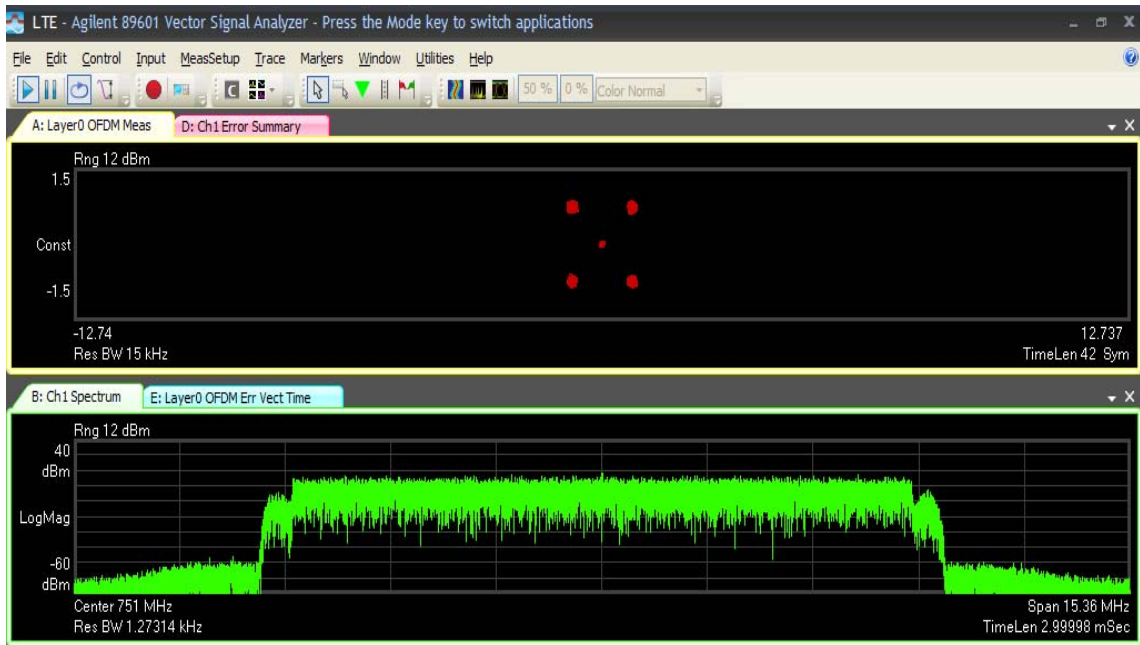 LTE - Agilent 89601 Vector Signal Analyzer - Press the Mode key to switch applications
File Edit Control Input MeasSetup Trace Markers Window Utilities Help
C 50 % 0 % Color Normal
A: Layer0 OFDM Meas D: Ch1 Error Summary
Rng 12 dBm
1.5
Const
-1.5
-12.74 12.737
Res BW 15 kHz TimeLen 42 Sym
B: Ch1 Spectrum E: Layer0 OFDM Err Vect Time
Rng 12 dBm
40
dBm
LogMag
-60
dBm
Center 751 MHz Span 15.36 MHz
Res BW 1.27314 kHz TimeLen 2.99998 mSec